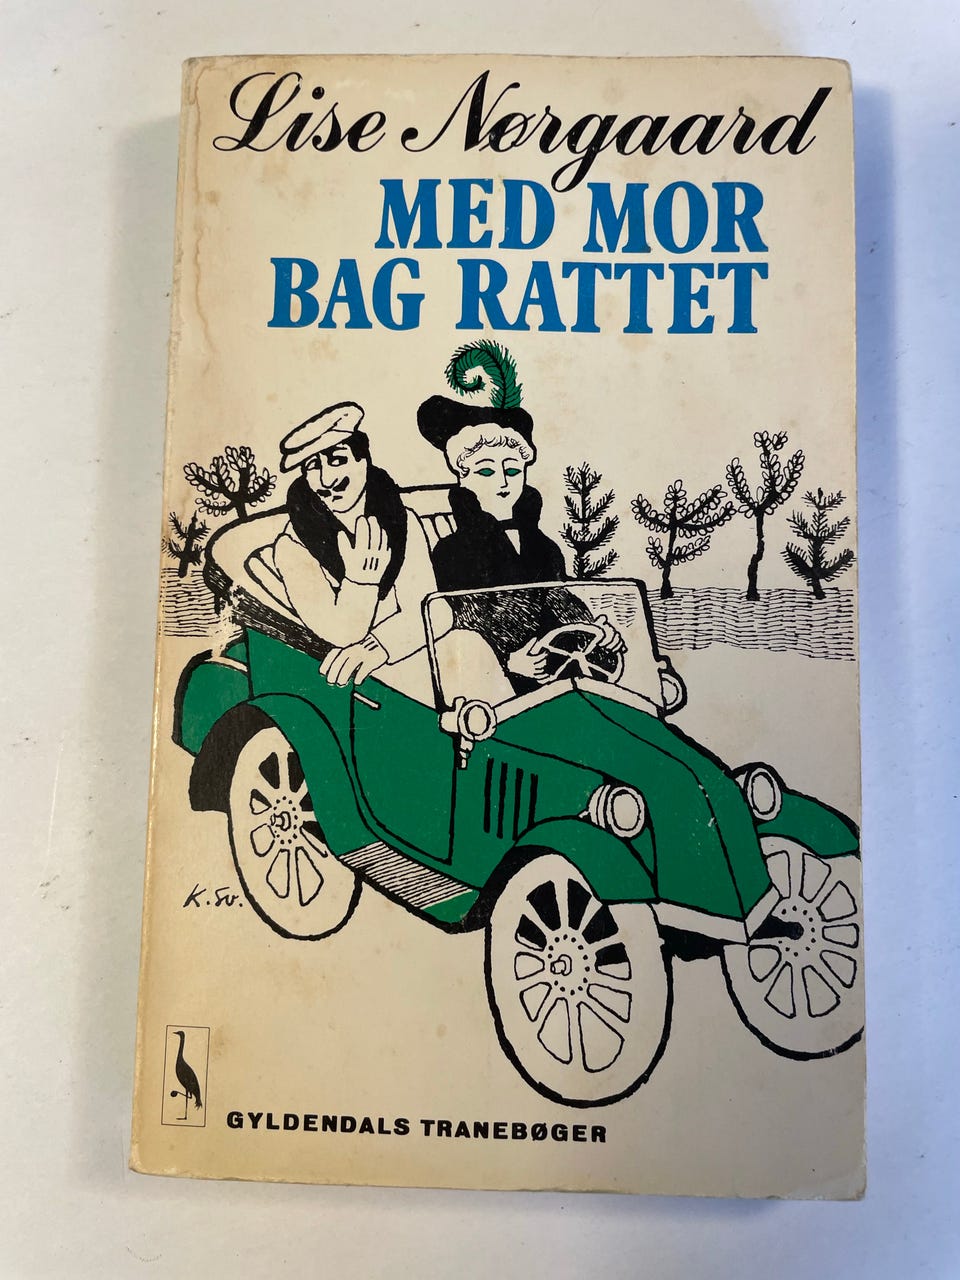 Lise Nørgaard
MED MOR
BAG RATTET
K. Sv.
GYLDENDALS TRANEBØGER